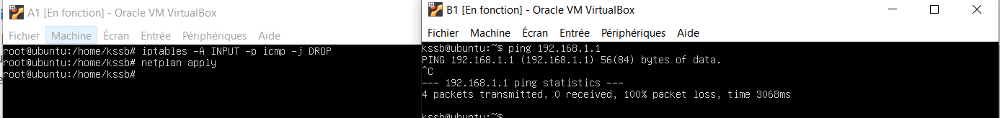 A1 [En fonction] - Oracle VM VirtualBox
Fichier Machine Écran Entrée Périphériques Aide
root@ubuntu:/home/kssb# iptables -A INPUT -p icmp -j DROP
root@ubuntu:/home/kssb# netplan apply
root@ubuntu:/home/kssb#
B1 [En fonction] - Oracle VM VirtualBox
Fichier Machine Écran Entrée Périphériques Aide
kssb@ubuntu:~$ ping 192.168.1.1
PING 192.168.1.1 (192.168.1.1) 56(84) bytes of data.
^C
--- 192.168.1.1 ping statistics ---
4 packets transmitted, 0 received, 100% packet loss, time 3068ms
kssb@ubuntu:~$